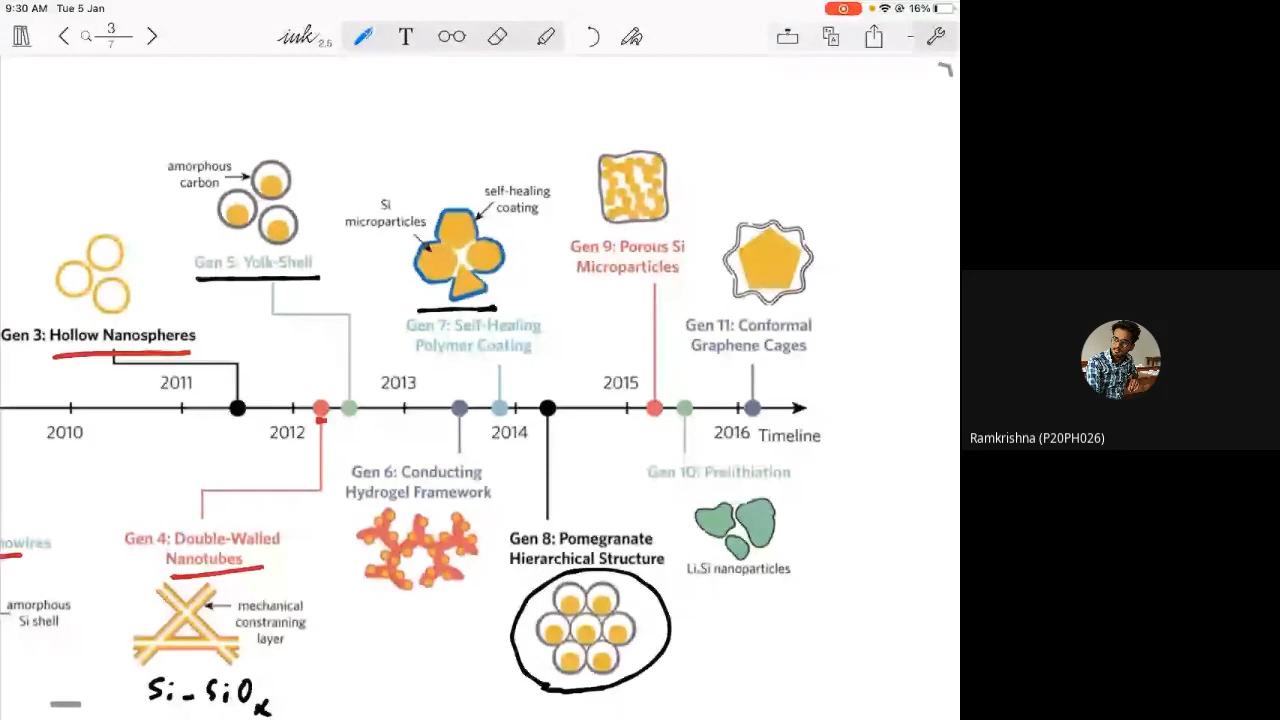 9:30 AM Tue 5 Jan
16%
3
7
ink 2.5
T
amorphous
carbon
Gen 5: Yolk-Shell
Si
microparticles
self-healing
coating
Gen 9: Porous Si
Microparticles
Gen 3: Hollow Nanospheres
Gen 7: Self-Healing
Polymer Coating
Gen 11: Conformal
Graphene Cages
2011
2013
2015
2010
2012
2014
2016
Timeline
Gen 6: Conducting
Hydrogel Framework
Gen 10: Prelithiation
Gen 4: Double-Walled
Nanotubes
Gen 8: Pomegranate
Hierarchical Structure
owires
LixSi nanoparticles
amorphous
Si shell
mechanical
constraining
layer
Si - SiOx
Ramkrishna (P20PH026)